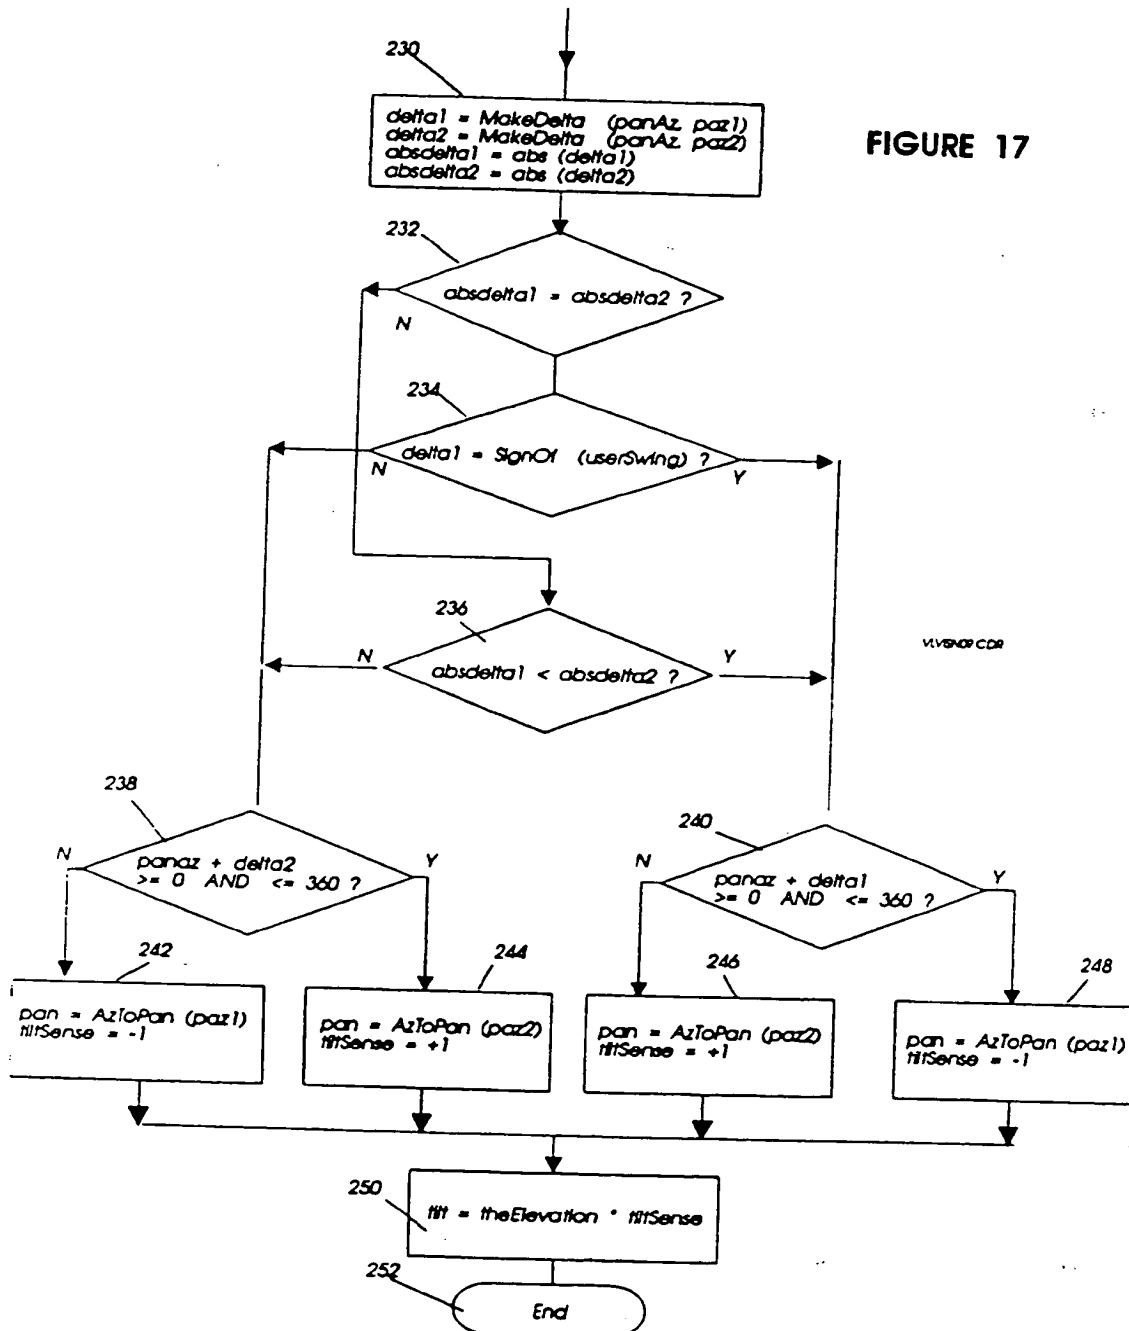 230
delta1 = MakeDelta (panAz, paz1)
delta2 = MakeDelta (panAz, paz2)
absdelta1 = abs (delta1)
absdelta2 = abs (delta2)
FIGURE 17
232
absdelta1 = absdelta2 ?
N
234
delta1 = SignOf (userSwing) ?
N
Y
236
absdelta1 < absdelta2 ?
N
Y
238
panaz + delta2
>= 0 AND <= 360 ?
N
Y
240
panaz + delta1
>= 0 AND <= 360 ?
N
Y
242
pan = AzToPan (paz1)
tiltSense = -1
244
pan = AzToPan (paz2)
tiltSense = +1
246
pan = AzToPan (paz2)
tiltSense = +1
248
pan = AzToPan (paz1)
tiltSense = -1
250
tilt = theElevation * tiltSense
252
End